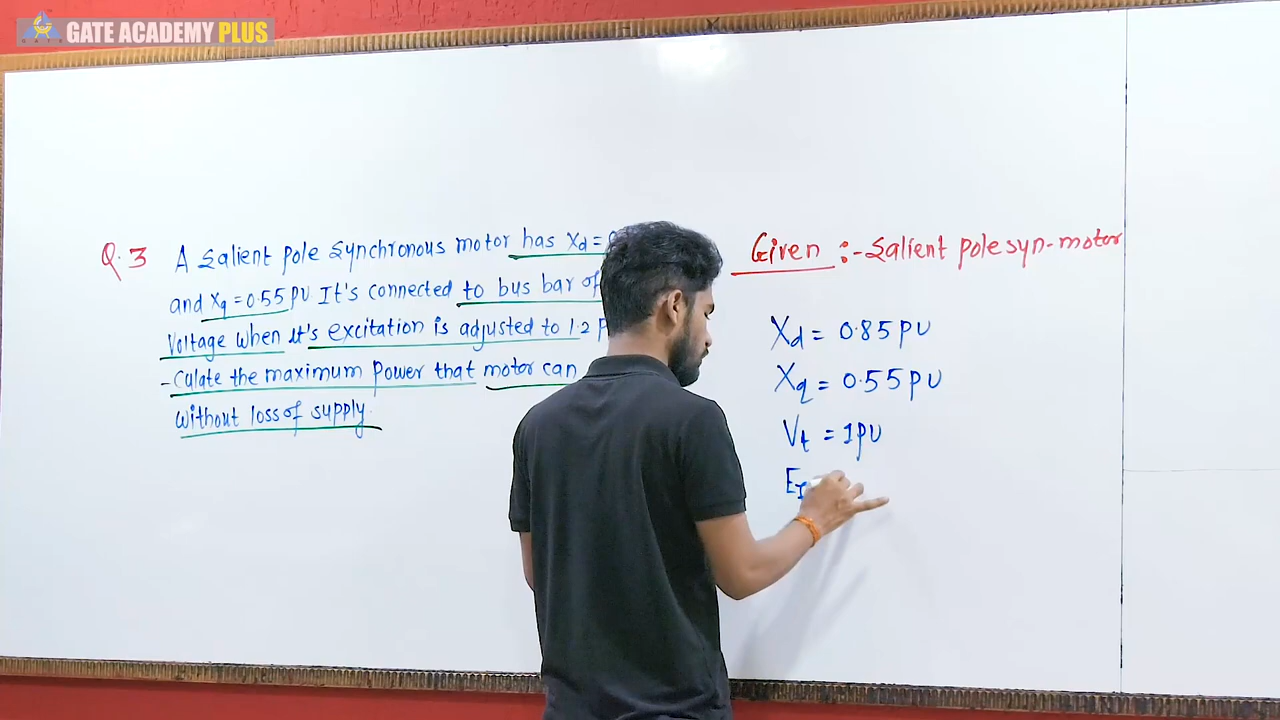 GATE ACADEMY PLUS
Q.3 A Salient pole Synchronous motor has Xd =
and Xq = 0.55 PU It's connected to bus bar of
Voltage when it's excitation is adjusted to 1.2 P
-Culate the maximum Power that motor can
without loss of supply.
Given :- Salient pole syn-motor
Xd = 0.85 PU
Xq = 0.55 PU
Vt = 1 PU